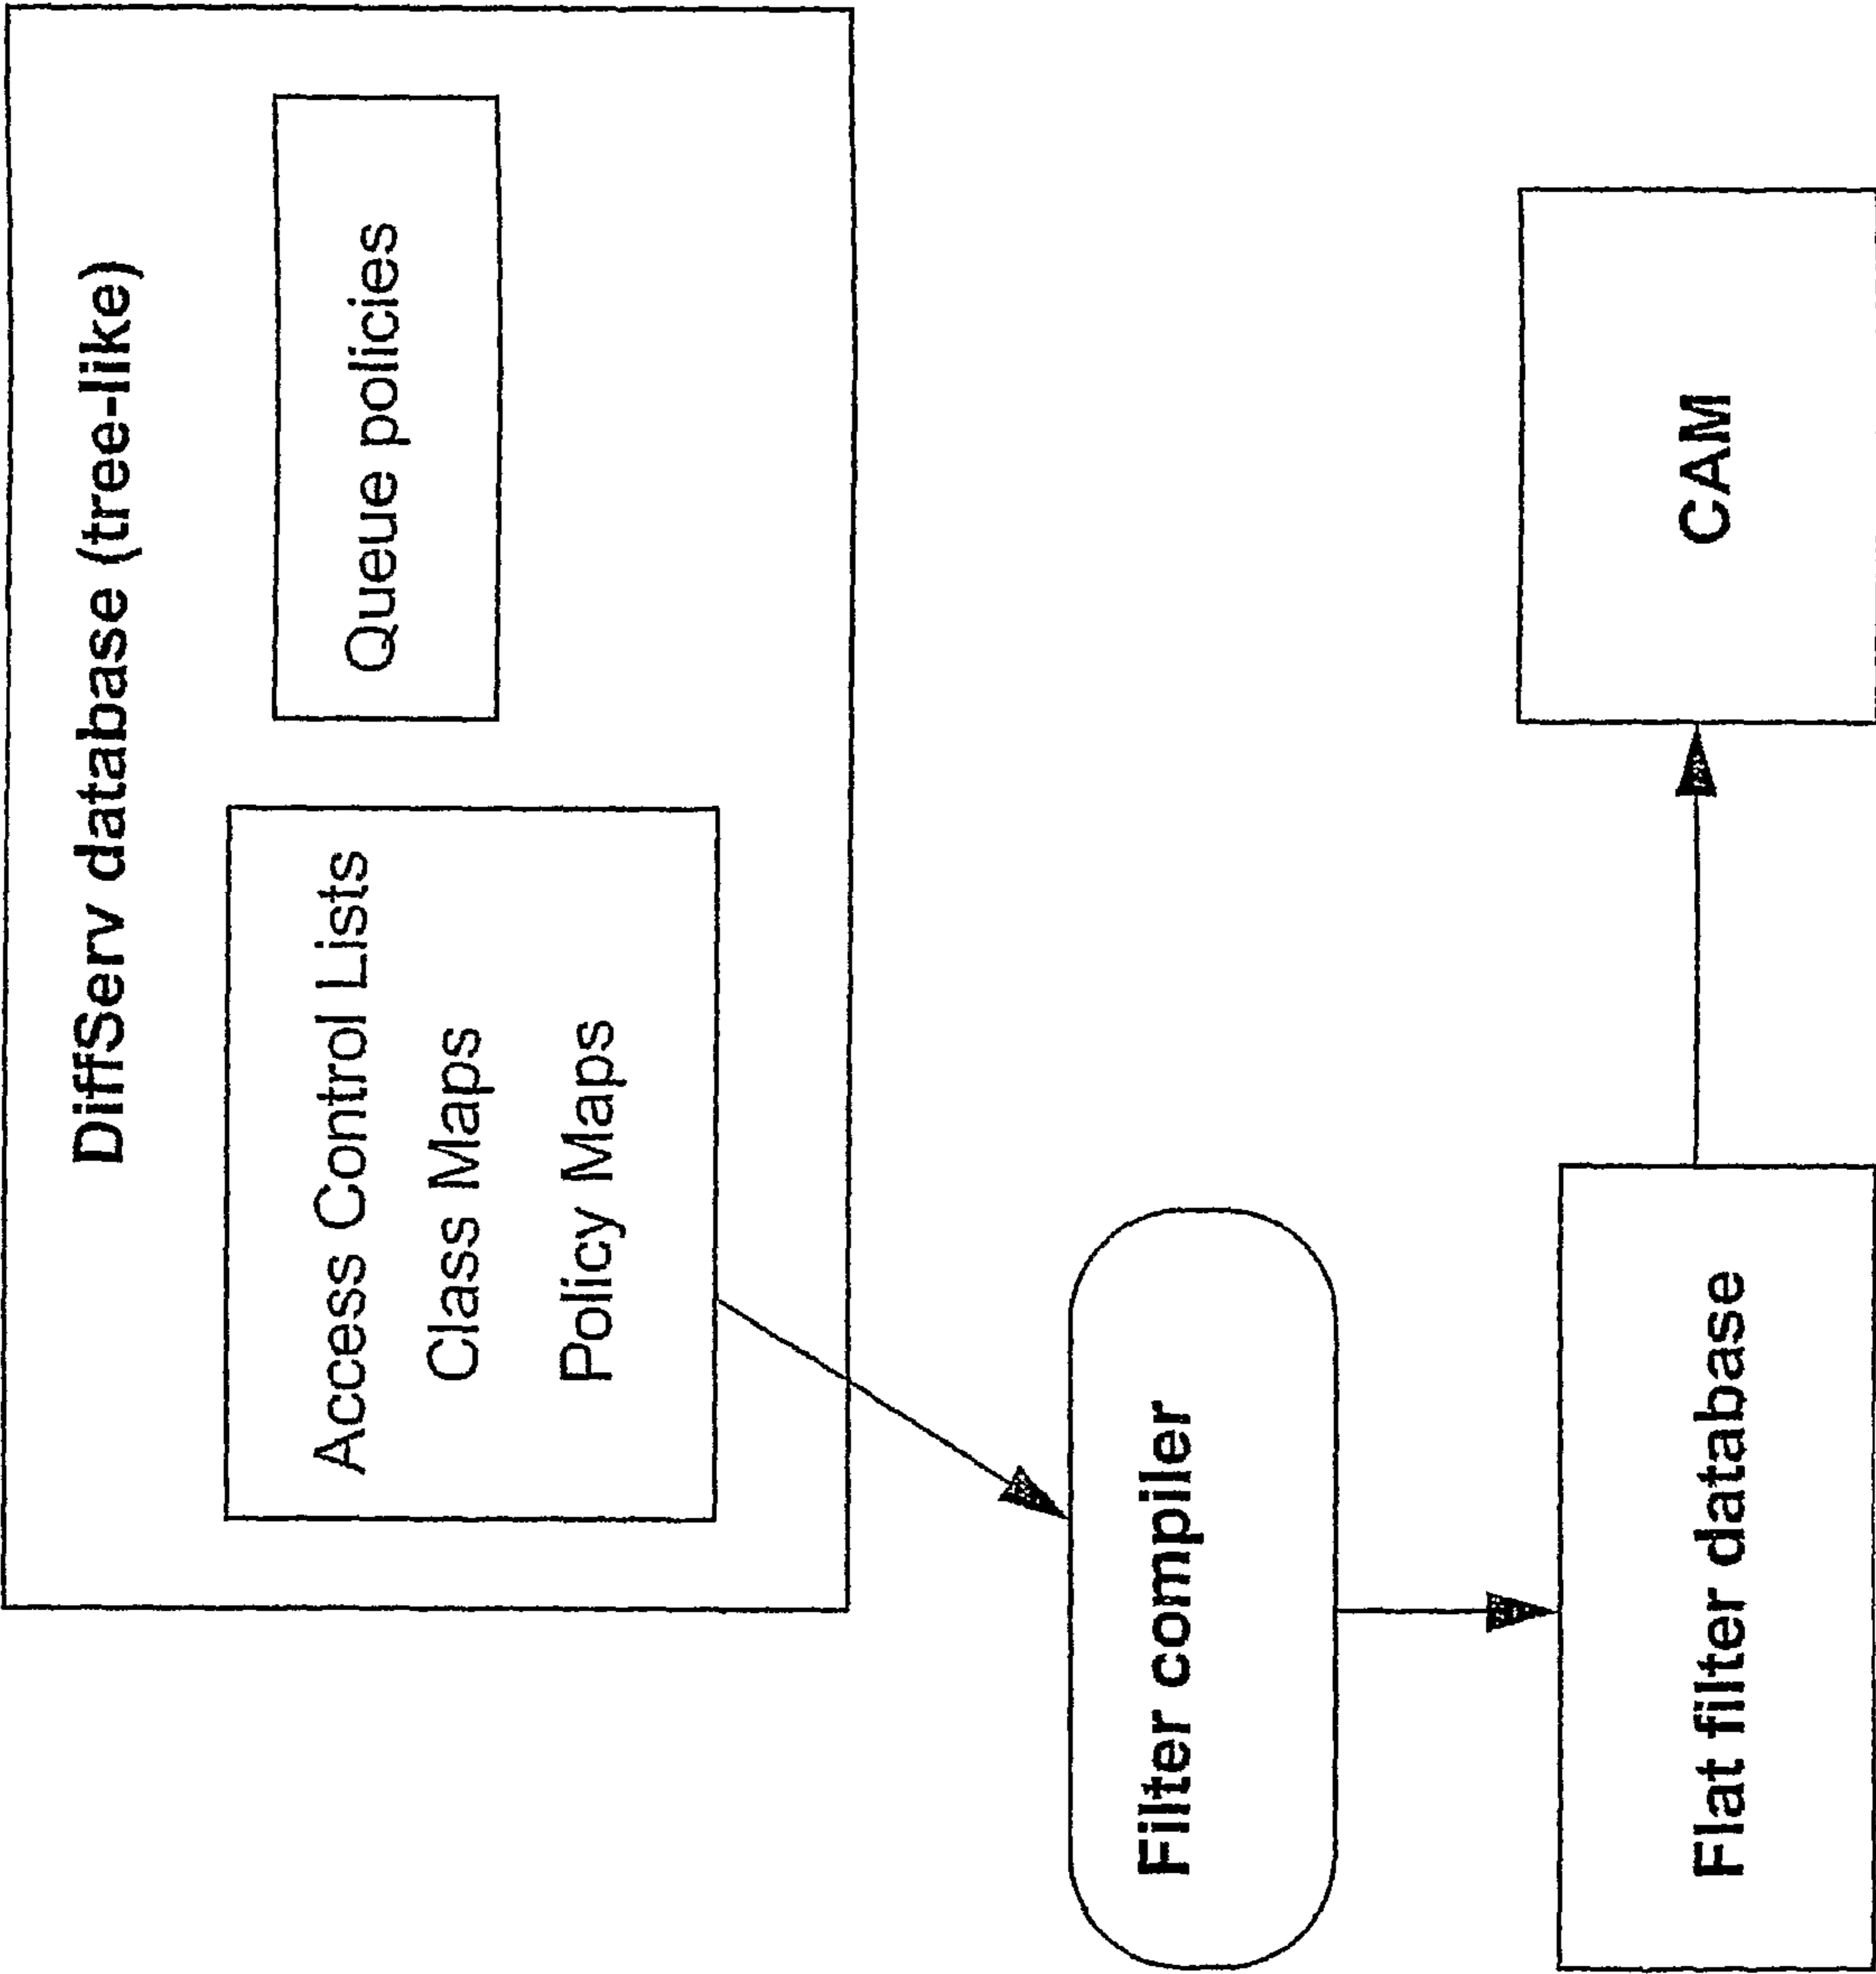 DiffServ database (tree-like)
Access Control Lists
Class Maps
Policy Maps
Queue policies
Filter compiler
Flat filter database
CAM